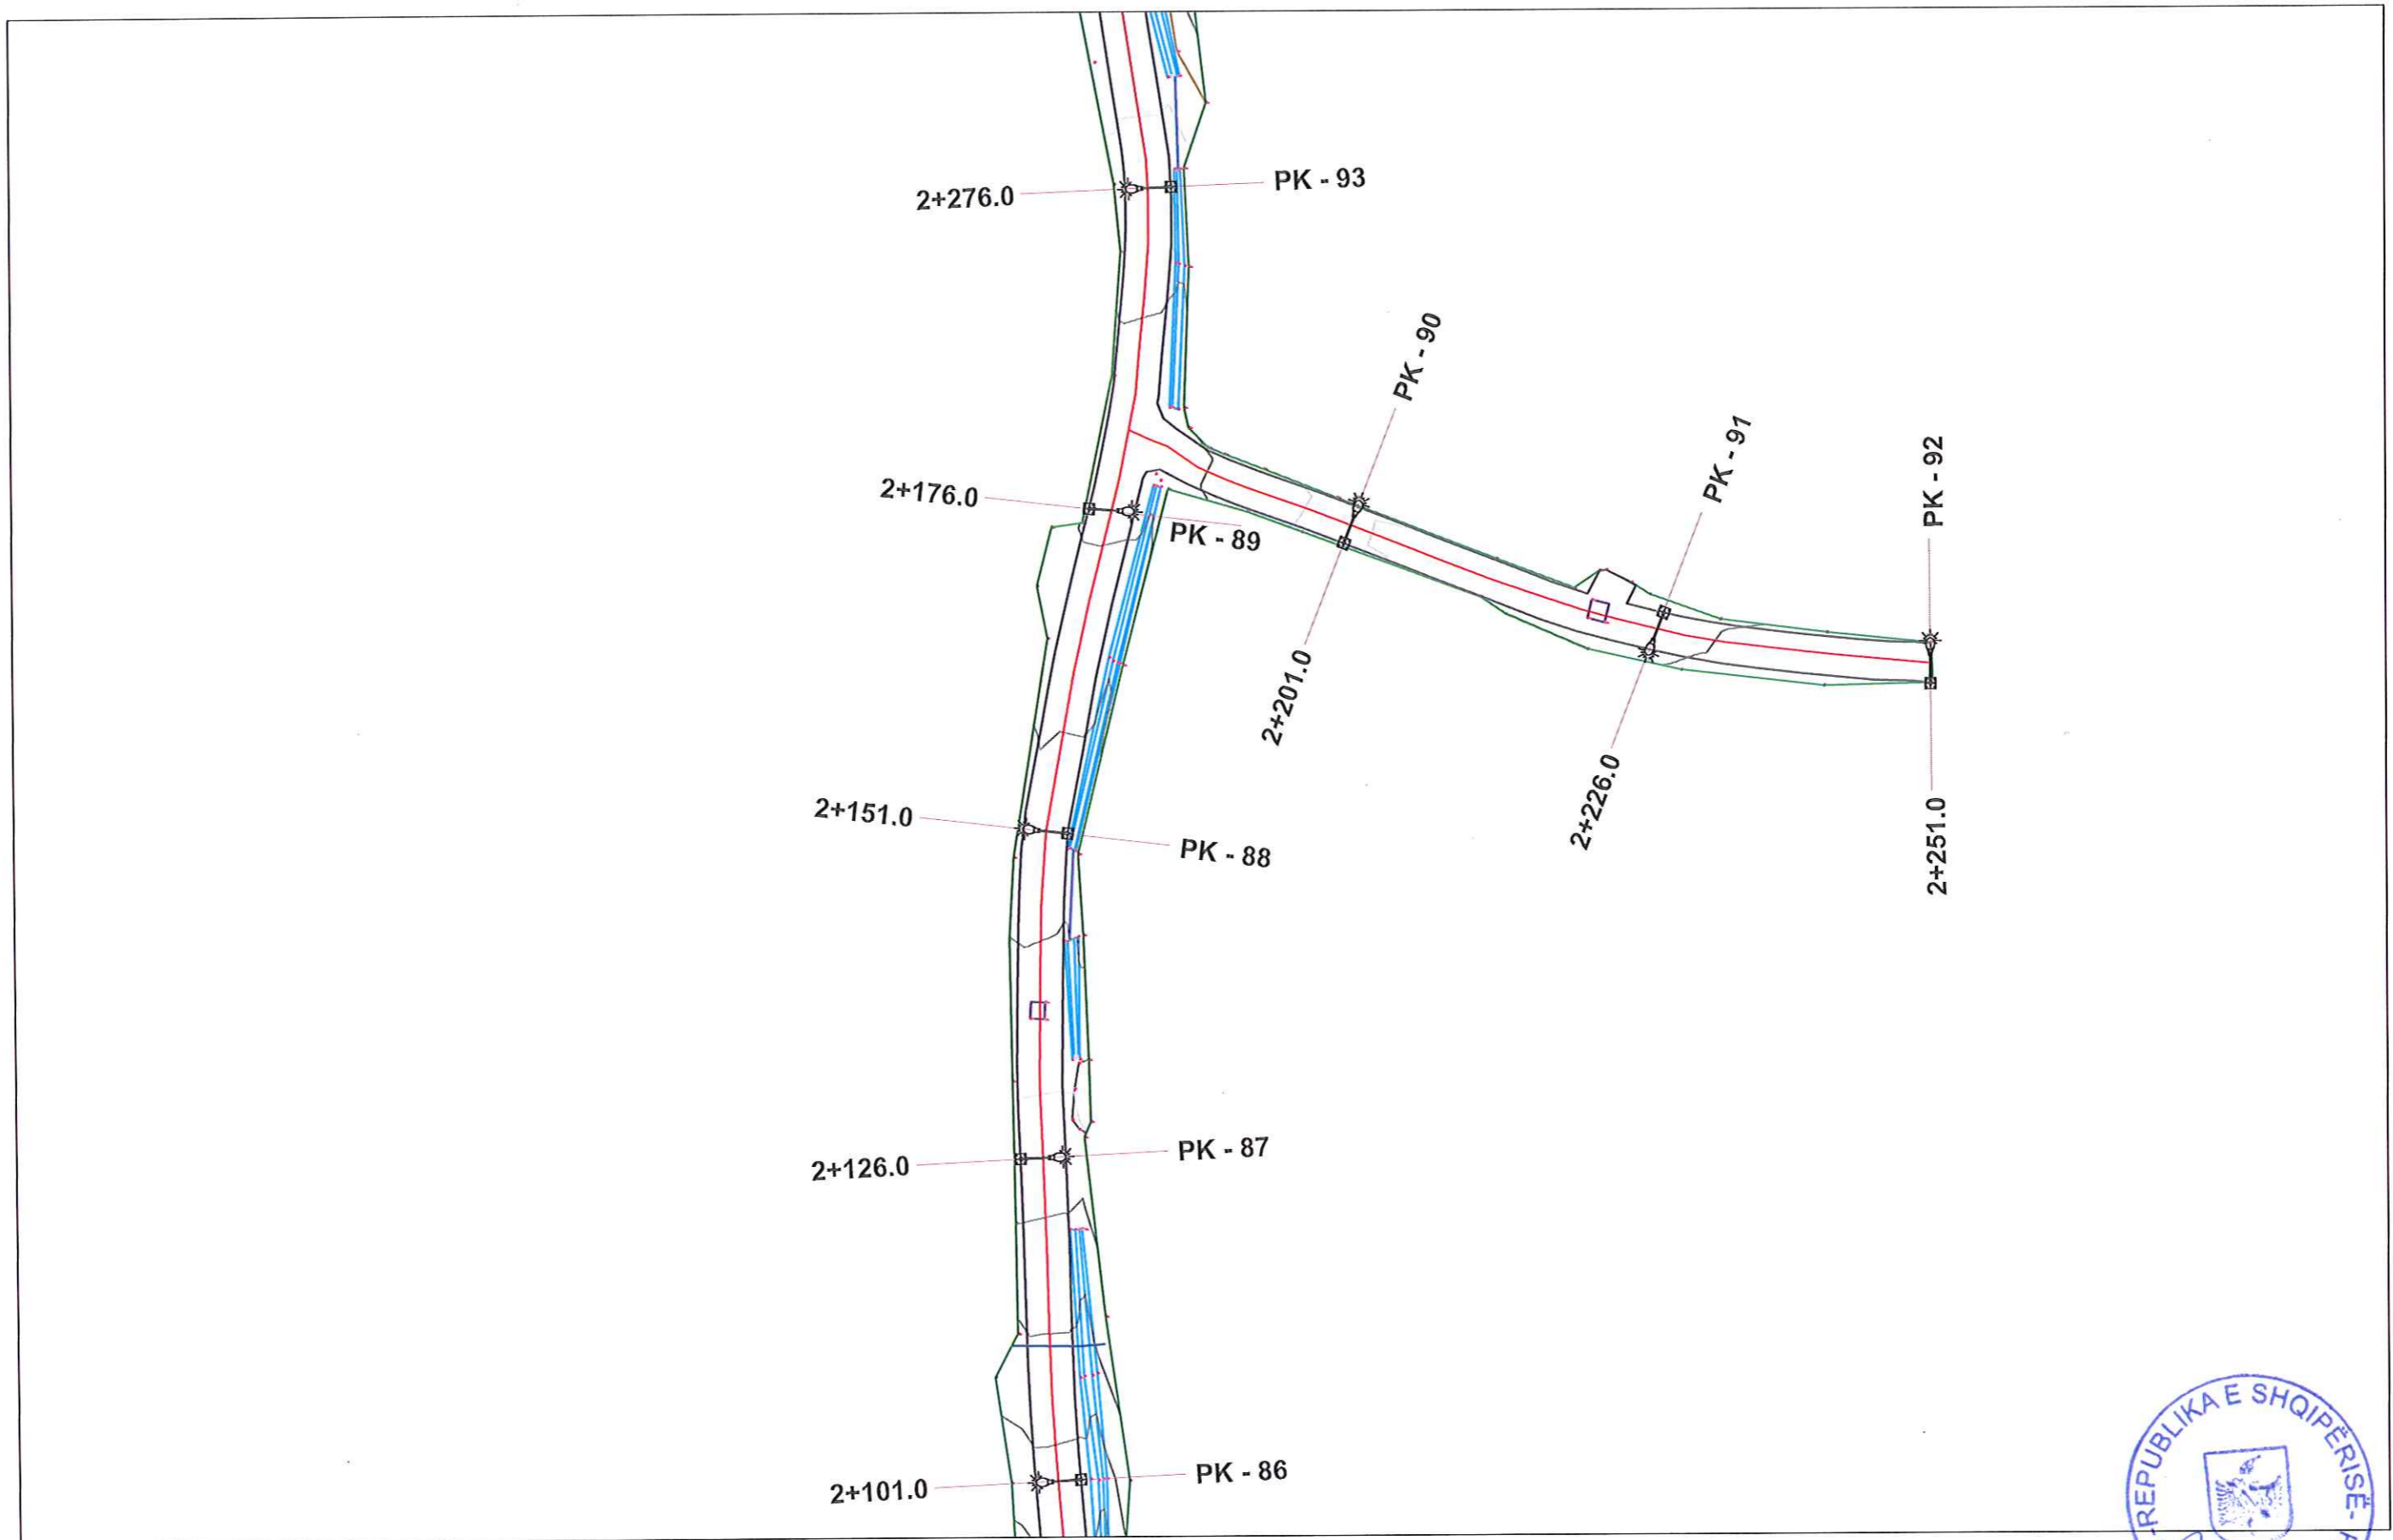 2+276.0
PK - 93
PK - 90
2+176.0
PK - 89
PK - 91
PK - 92
2+201.0
2+226.0
2+251.0
2+151.0
PK - 88
2+126.0
PK - 87
2+101.0
PK - 86
REPUBLIKA E SHQIPËRISË-